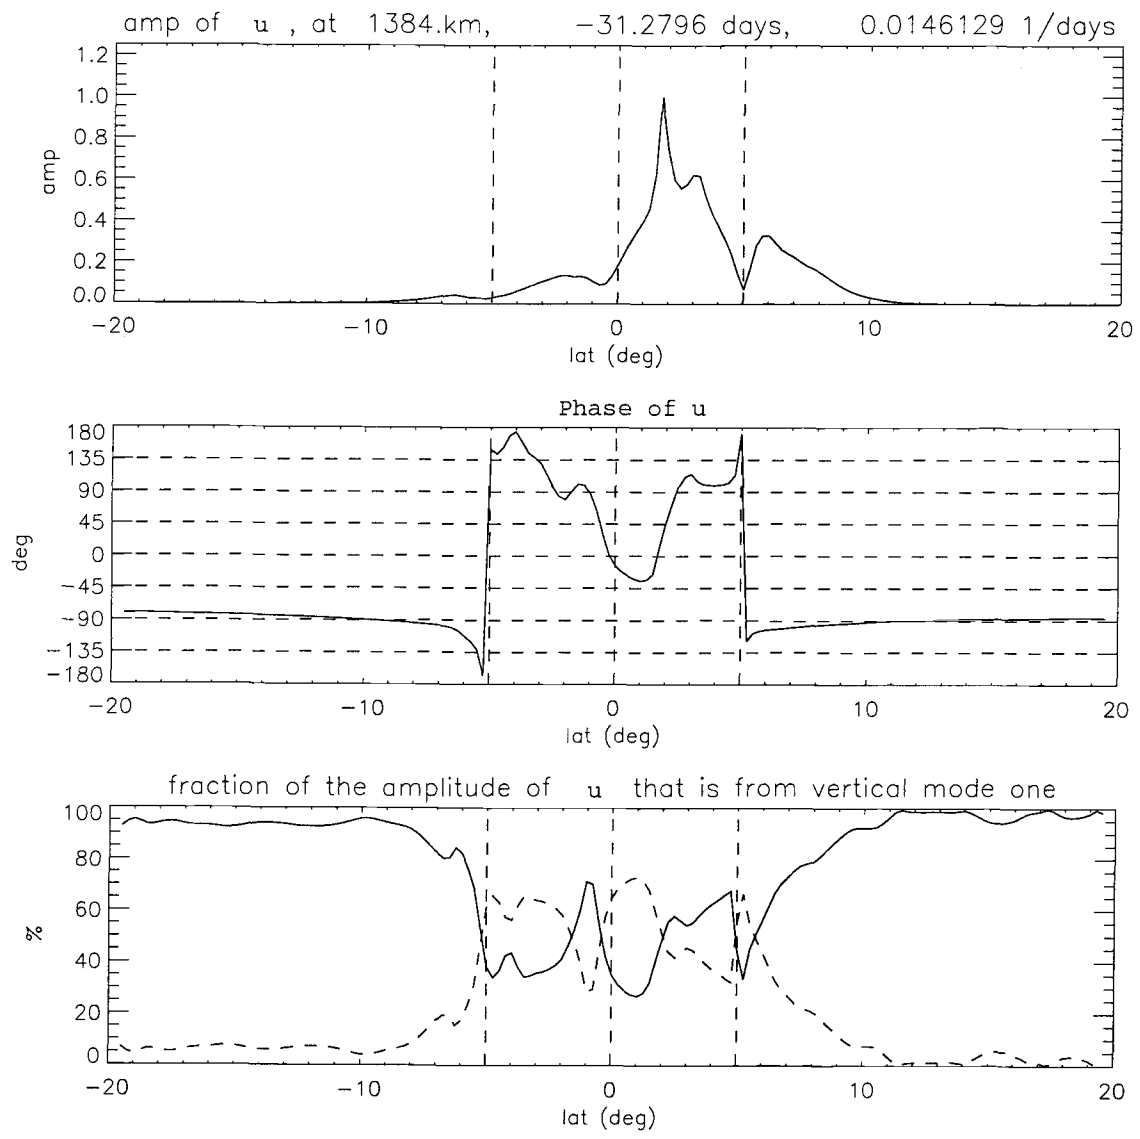 amp of u , at 1384.km, −31.2796 days, 0.0146129 1/days
1.2
1.0
0.8
0.6
0.4
0.2
0.0
amp
−20 −10 0 10 20
lat (deg)
Phase of u
180
135
90
45
0
−45
−90
−135
−180
deg
−20 −10 0 10 20
lat (deg)
fraction of the amplitude of u that is from vertical mode one
100
80
60
40
20
0
%
−20 −10 0 10 20
lat (deg)